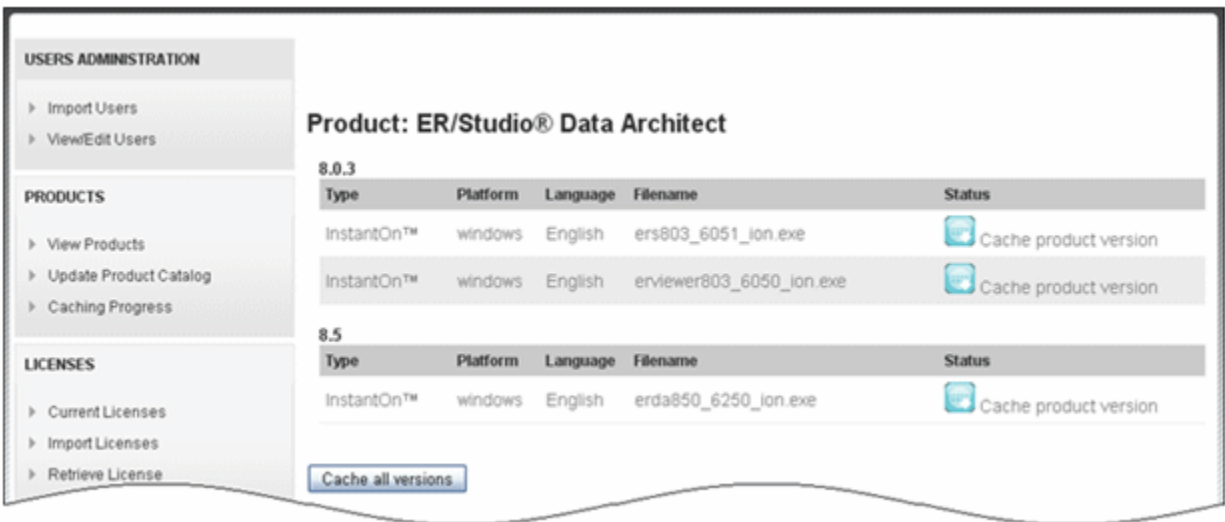 USERS ADMINISTRATION
Import Users
View/Edit Users
PRODUCTS
View Products
Update Product Catalog
Caching Progress
LICENSES
Current Licenses
Import Licenses
Retrieve License
Product: ER/Studio® Data Architect
8.0.3
Type Platform Language Filename Status
InstantOn™ windows English ers803_6051_ion.exe Cache product version
InstantOn™ windows English erviewer803_6050_ion.exe Cache product version
8.5
Type Platform Language Filename Status
InstantOn™ windows English erda850_6250_ion.exe Cache product version
Cache all versions